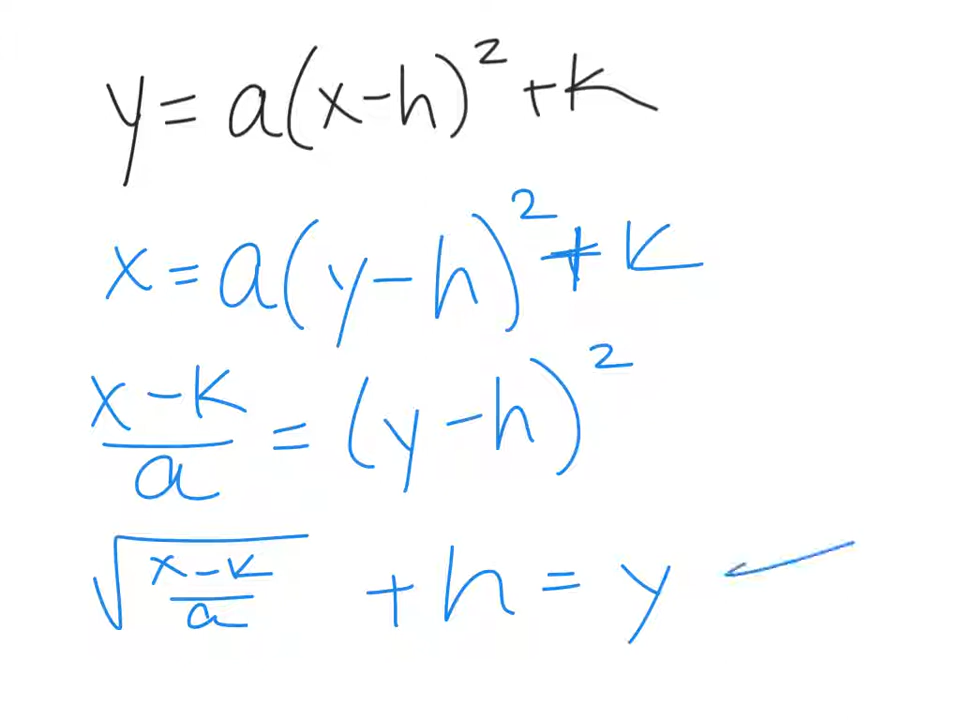 y = a(x-h)² + k
x = a(y-h)² + k
(x-k)/a = (y-h)²
√((x-k)/a) + h = y